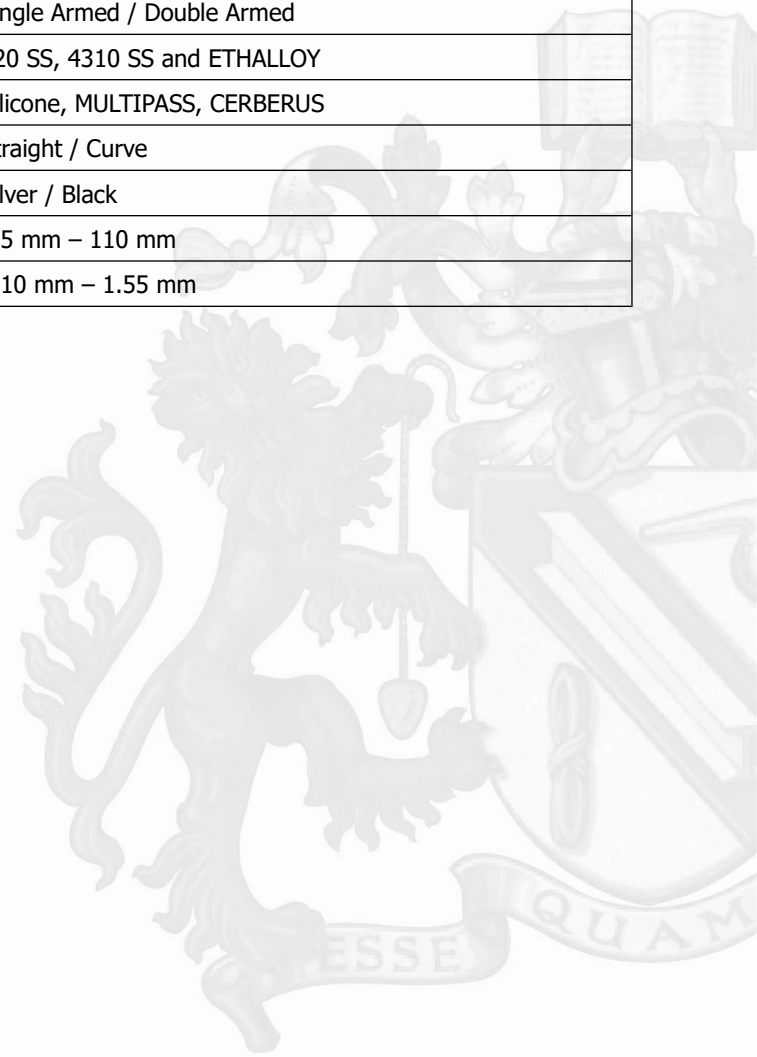 ngle Armed / Double Armed
20 SS, 4310 SS and ETHALLOY
licone, MULTIPASS, CERBERUS
traight / Curve
lver / Black
5 mm – 110 mm
10 mm – 1.55 mm
ESSE QUAM